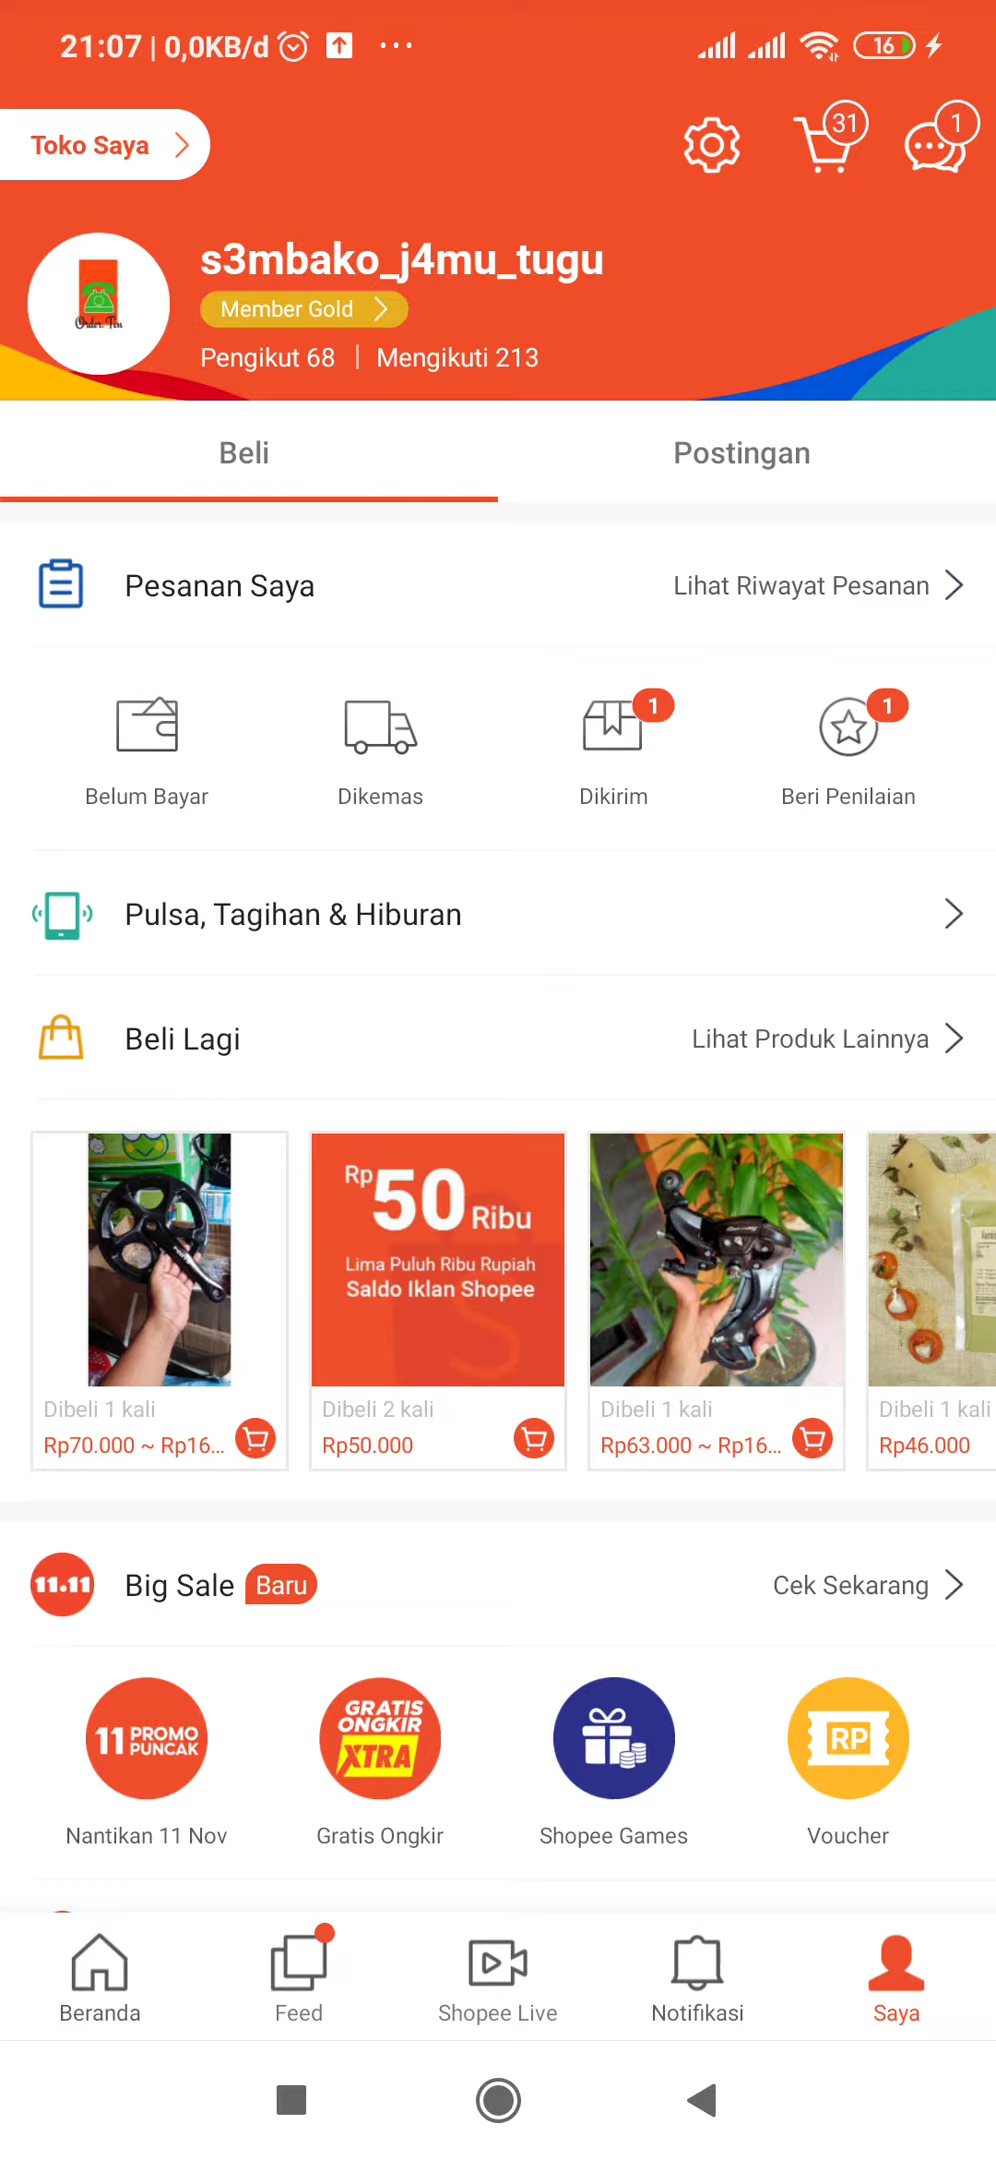 21:07 | 0,0KB/d ...
16
Toko Saya
31
1
s3mbako_j4mu_tugu
Order Tin
Member Gold
Pengikut 68 | Mengikuti 213
Beli
Postingan
Pesanan Saya
Lihat Riwayat Pesanan
1
1
Belum Bayar
Dikemas
Dikirim
Beri Penilaian
Pulsa, Tagihan & Hiburan
Beli Lagi
Lihat Produk Lainnya
Rp50 Ribu
Lima Puluh Ribu Rupiah
Saldo Iklan Shopee
Dibeli 1 kali
Rp70.000 ~ Rp16...
Dibeli 2 kali
Rp50.000
Dibeli 1 kali
Rp63.000 ~ Rp16...
Dibeli 1 kali
Rp46.000
11.11
Big Sale
Baru
Cek Sekarang
11 PROMO PUNCAK
GRATIS
ONGKIR
XTRA
RP
Nantikan 11 Nov
Gratis Ongkir
Shopee Games
Voucher
Beranda
Feed
Shopee Live
Notifikasi
Saya